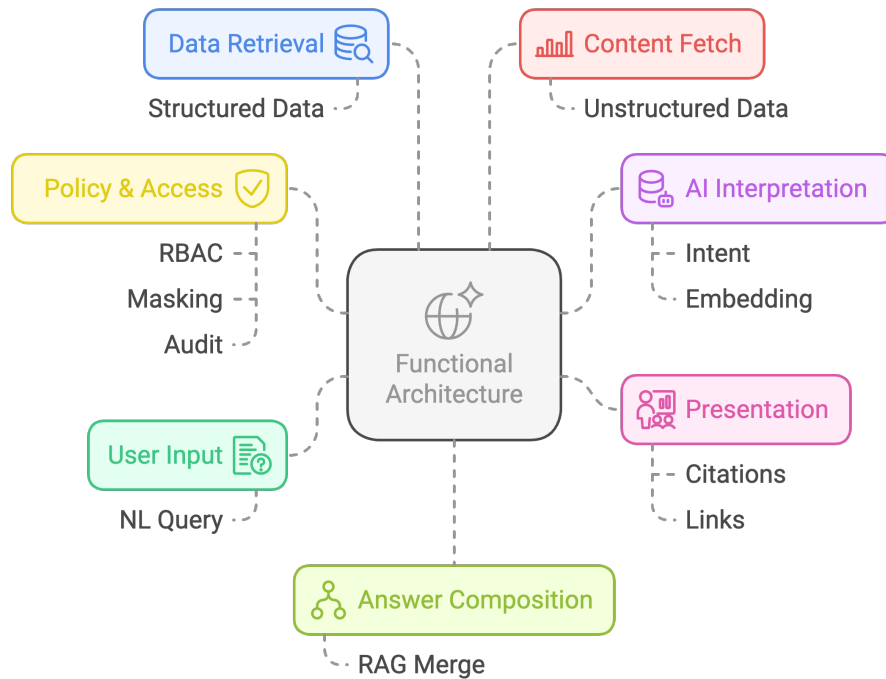 Data Retrieval
Structured Data
Content Fetch
Unstructured Data
Policy & Access
RBAC
Masking
Audit
AI Interpretation
Intent
Embedding
Functional
Architecture
User Input
NL Query
Presentation
Citations
Links
Answer Composition
RAG Merge